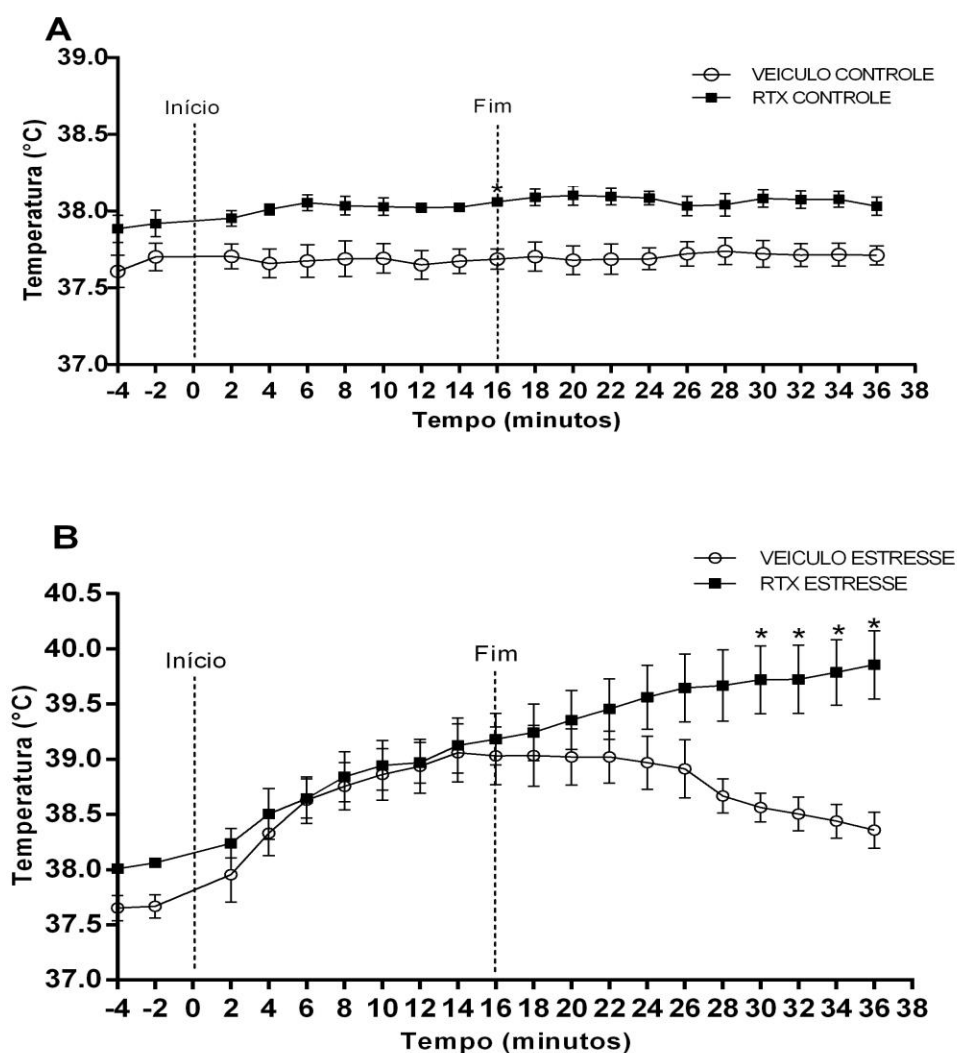 A
39.0
38.5
38.0
37.5
37.0
Temperatura (°C)
Início
Fim
*
VEICULO CONTROLE
RTX CONTROLE
-4 -2 0 2 4 6 8 10 12 14 16 18 20 22 24 26 28 30 32 34 36 38
Tempo (minutos)
B
40.5
40.0
39.5
39.0
38.5
38.0
37.5
37.0
Temperatura (°C)
Início
Fim
* * * *
VEICULO ESTRESSE
RTX ESTRESSE
-4 -2 0 2 4 6 8 10 12 14 16 18 20 22 24 26 28 30 32 34 36 38
Tempo (minutos)